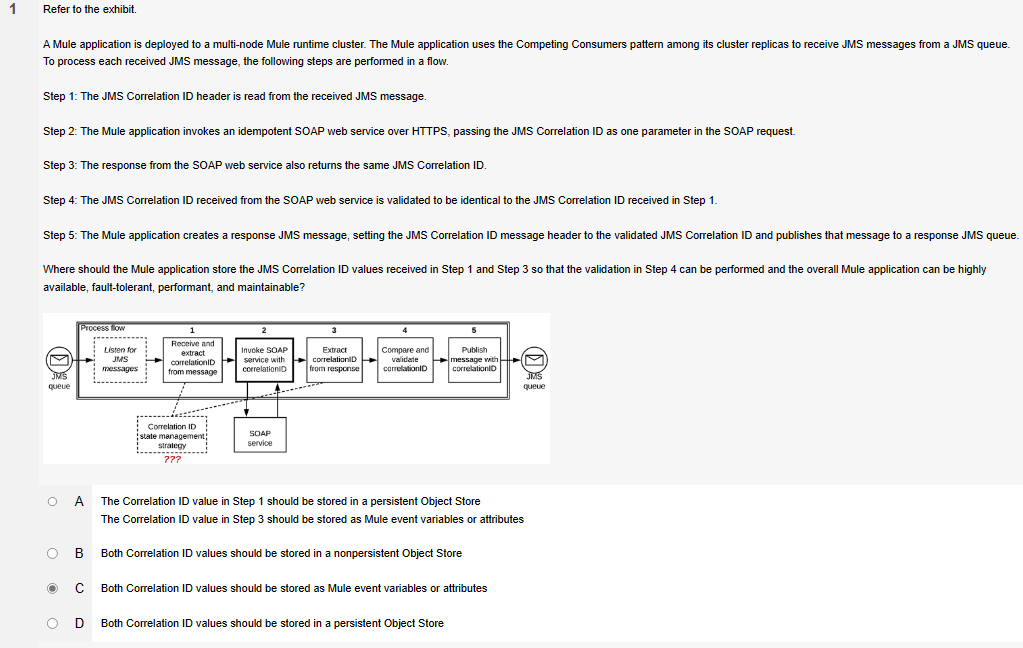 1 Refer to the exhibit.
A Mule application is deployed to a multi-node Mule runtime cluster. The Mule application uses the Competing Consumers pattern among its cluster replicas to receive JMS messages from a JMS queue.
To process each received JMS message, the following steps are performed in a flow.
Step 1: The JMS Correlation ID header is read from the received JMS message.
Step 2: The Mule application invokes an idempotent SOAP web service over HTTPS, passing the JMS Correlation ID as one parameter in the SOAP request.
Step 3: The response from the SOAP web service also returns the same JMS Correlation ID.
Step 4: The JMS Correlation ID received from the SOAP web service is validated to be identical to the JMS Correlation ID received in Step 1.
Step 5: The Mule application creates a response JMS message, setting the JMS Correlation ID message header to the validated JMS Correlation ID and publishes that message to a response JMS queue.
Where should the Mule application store the JMS Correlation ID values received in Step 1 and Step 3 so that the validation in Step 4 can be performed and the overall Mule application can be highly
available, fault-tolerant, performant, and maintainable?
Process flow
1 2 3 4 5
JMS
queue
Listen for
JMS
messages
Receive and
extract
correlationID
from message
Invoke SOAP
service with
correlationID
Extract
correlationID
from response
Compare and
validate
correlationID
Publish
message with
correlationID
JMS
queue
Correlation ID
state management
strategy
???
SOAP
service
A The Correlation ID value in Step 1 should be stored in a persistent Object Store
The Correlation ID value in Step 3 should be stored as Mule event variables or attributes
B Both Correlation ID values should be stored in a nonpersistent Object Store
C Both Correlation ID values should be stored as Mule event variables or attributes
D Both Correlation ID values should be stored in a persistent Object Store